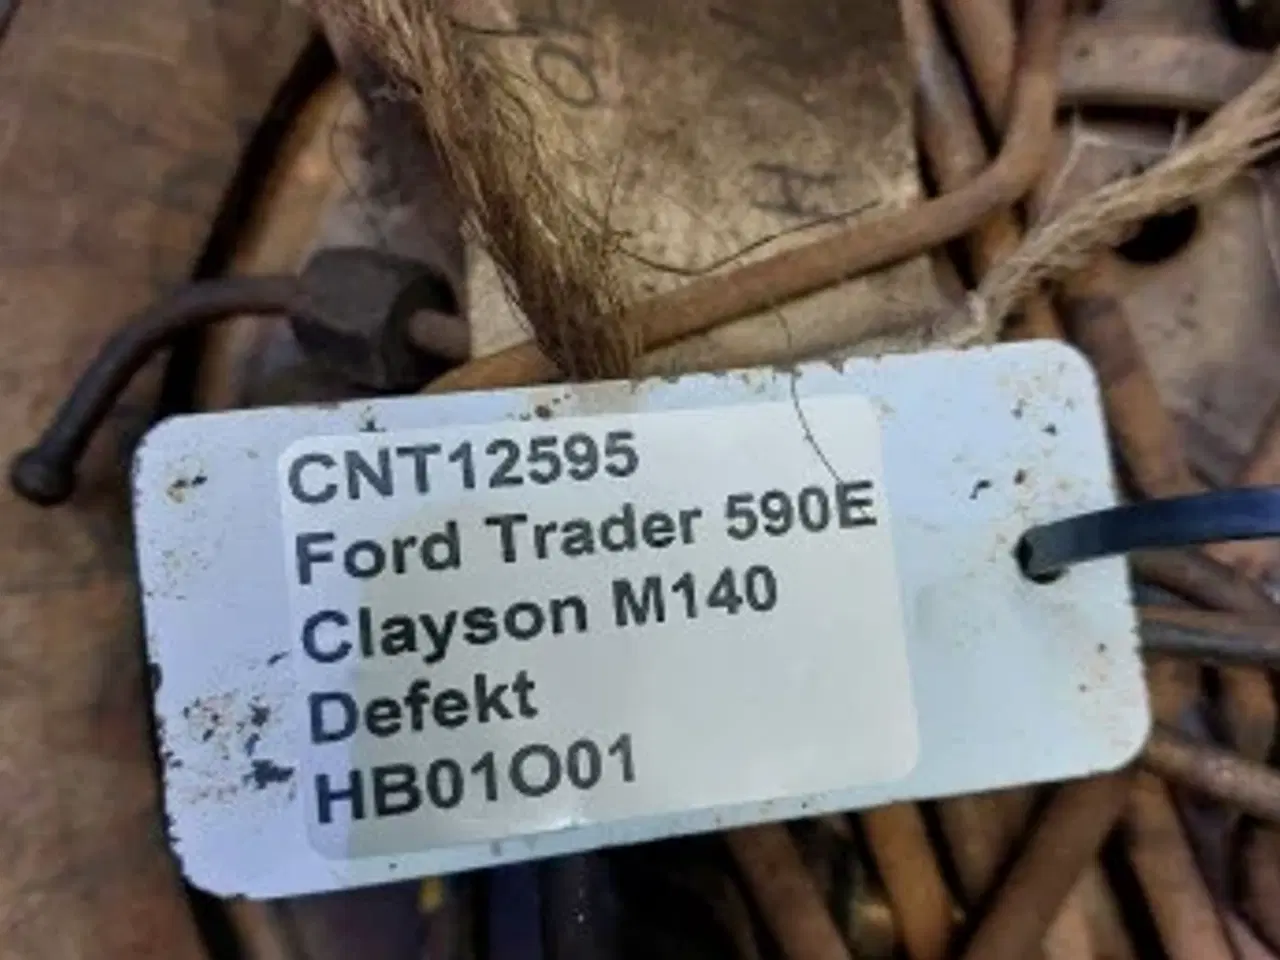 CNT12595
Ford Trader 590E
Clayson M140
Defekt
HB01O01